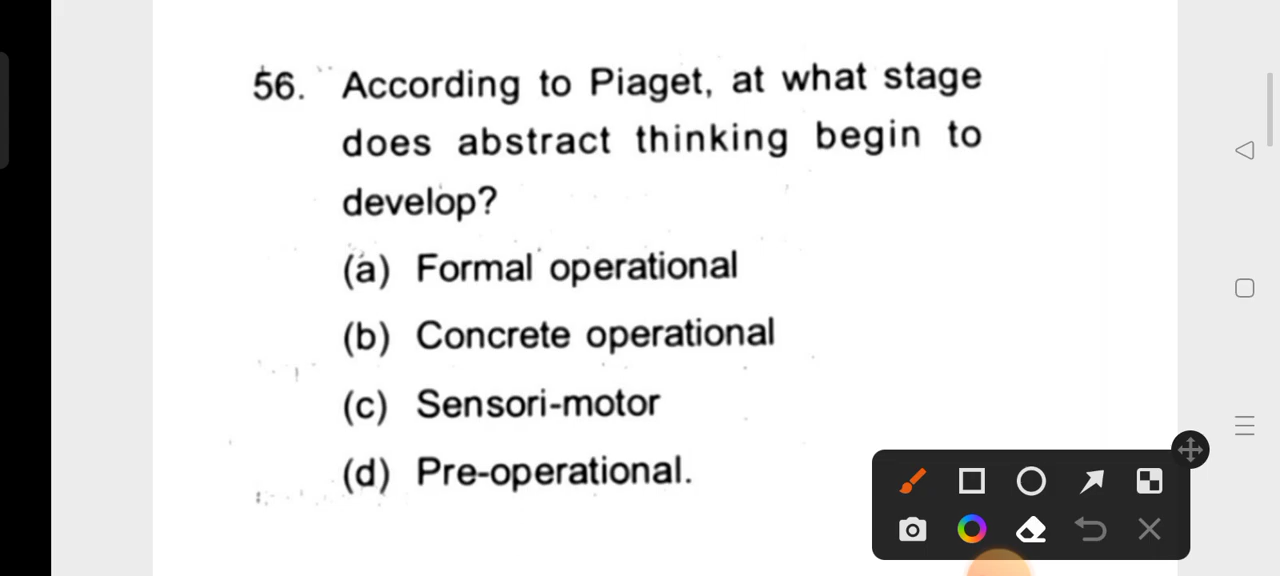 56. According to Piaget, at what stage
does abstract thinking begin to
develop?
(a) Formal operational
(b) Concrete operational
(c) Sensori-motor
(d) Pre-operational.